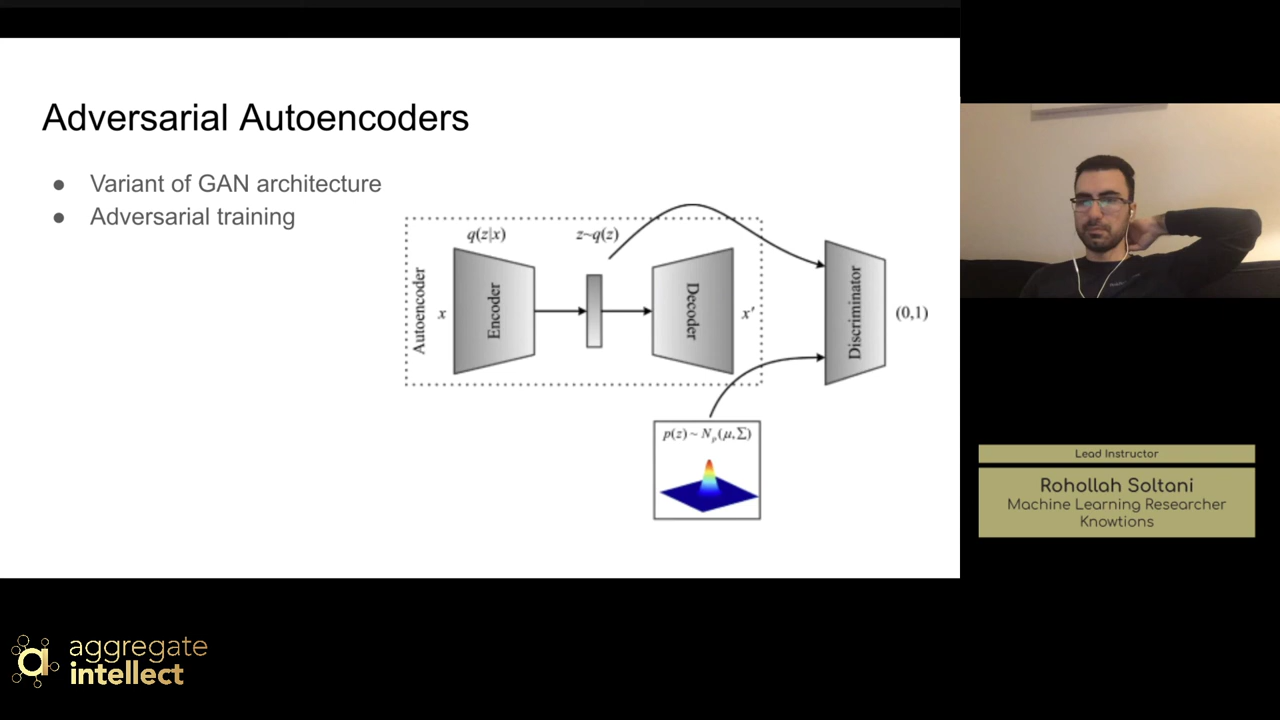 Adversarial Autoencoders
● Variant of GAN architecture
● Adversarial training
q(z|x)
z~q(z)
Autoencoder
x
Encoder
Decoder
x'
Discriminator
(0,1)
p(z) ~ Np(μ,Σ)
Lead Instructor
Rohollah Soltani
Machine Learning Researcher
Knowtions
a
aggregate
intellect